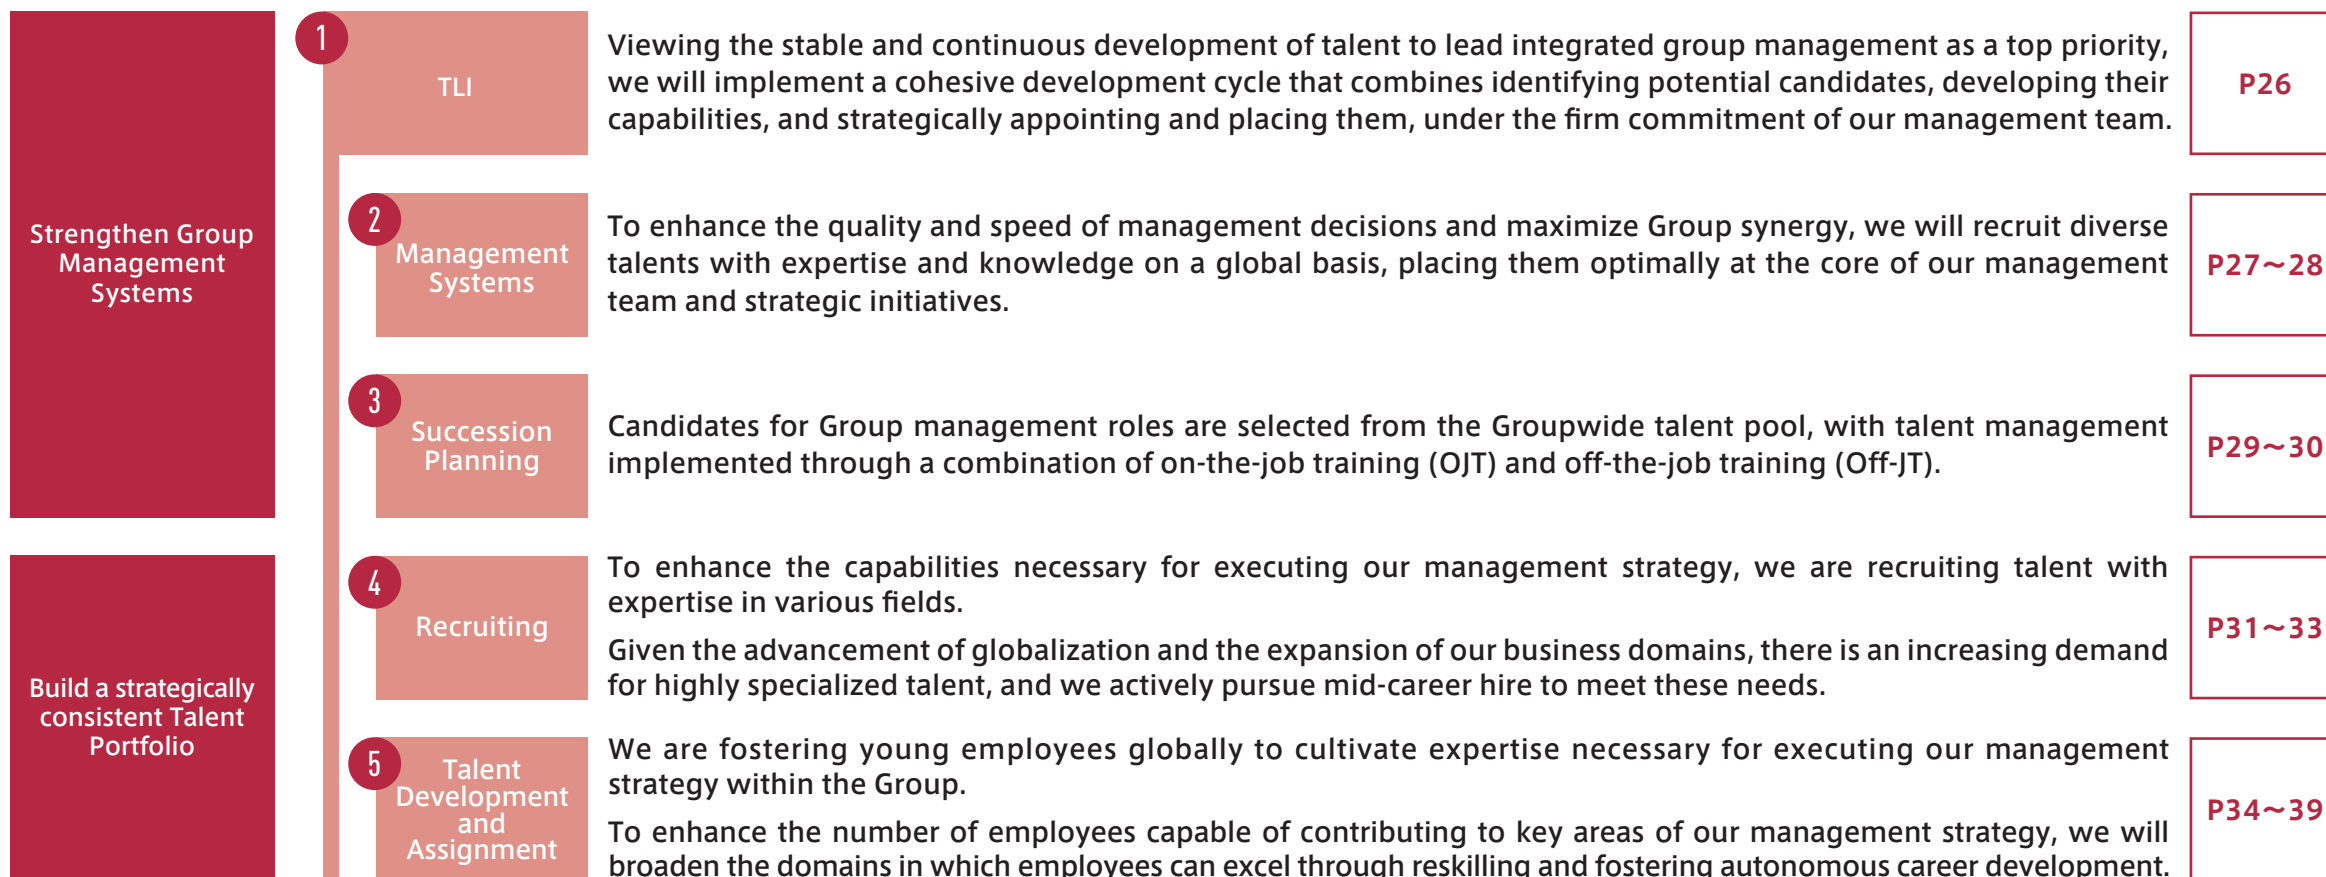 Strengthen Group
Management
Systems
1
TLI
Viewing the stable and continuous development of talent to lead integrated group management as a top priority,
we will implement a cohesive development cycle that combines identifying potential candidates, developing their
capabilities, and strategically appointing and placing them, under the firm commitment of our management team.
P26
2
Management
Systems
To enhance the quality and speed of management decisions and maximize Group synergy, we will recruit diverse
talents with expertise and knowledge on a global basis, placing them optimally at the core of our management
team and strategic initiatives.
P27～28
3
Succession
Planning
Candidates for Group management roles are selected from the Groupwide talent pool, with talent management
implemented through a combination of on-the-job training (OJT) and off-the-job training (Off-JT).
P29～30
Build a strategically
consistent Talent
Portfolio
4
Recruiting
To enhance the capabilities necessary for executing our management strategy, we are recruiting talent with
expertise in various fields.
Given the advancement of globalization and the expansion of our business domains, there is an increasing demand
for highly specialized talent, and we actively pursue mid-career hire to meet these needs.
P31～33
5
Talent
Development
and
Assignment
We are fostering young employees globally to cultivate expertise necessary for executing our management
strategy within the Group.
To enhance the number of employees capable of contributing to key areas of our management strategy, we will
broaden the domains in which employees can excel through reskilling and fostering autonomous career development.
P34～39